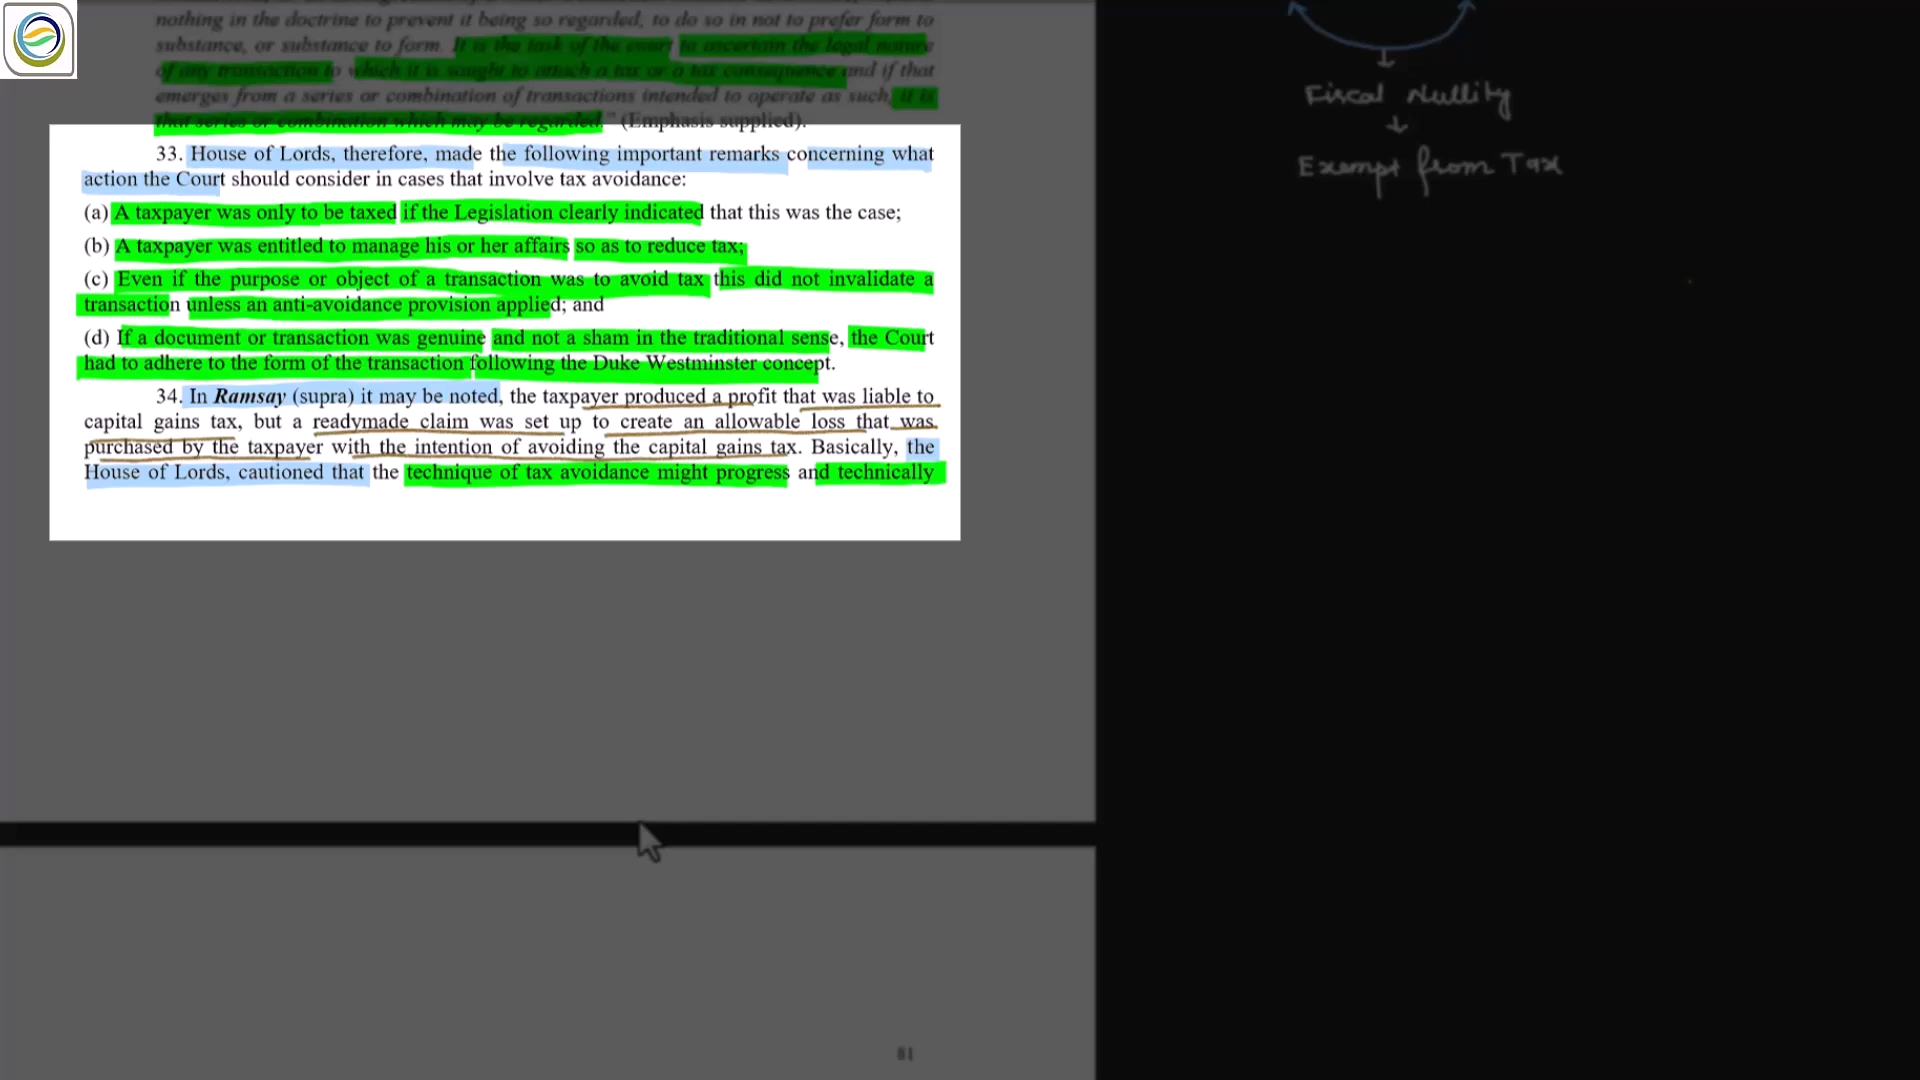 nothing in the doctrine to prevent it being so regarded, to do so in not to prefer form to
substance, or substance to form. It is the task of the court to ascertain the legal nature
of any transaction to which it is sought to attach a tax or a tax consequence and if that
emerges from a series or combination of transactions intended to operate as such, it is
that series or combination which may be regarded." (Emphasis supplied).
33. House of Lords, therefore, made the following important remarks concerning what
action the Court should consider in cases that involve tax avoidance:
(a) A taxpayer was only to be taxed if the Legislation clearly indicated that this was the case;
(b) A taxpayer was entitled to manage his or her affairs so as to reduce tax;
(c) Even if the purpose or object of a transaction was to avoid tax this did not invalidate a
transaction unless an anti-avoidance provision applied; and
(d) If a document or transaction was genuine and not a sham in the traditional sense, the Court
had to adhere to the form of the transaction following the Duke Westminster concept.
34. In Ramsay (supra) it may be noted, the taxpayer produced a profit that was liable to
capital gains tax, but a readymade claim was set up to create an allowable loss that was
purchased by the taxpayer with the intention of avoiding the capital gains tax. Basically, the
House of Lords, cautioned that the technique of tax avoidance might progress and technically
81
Fiscal Nullity
Exempt from Tax